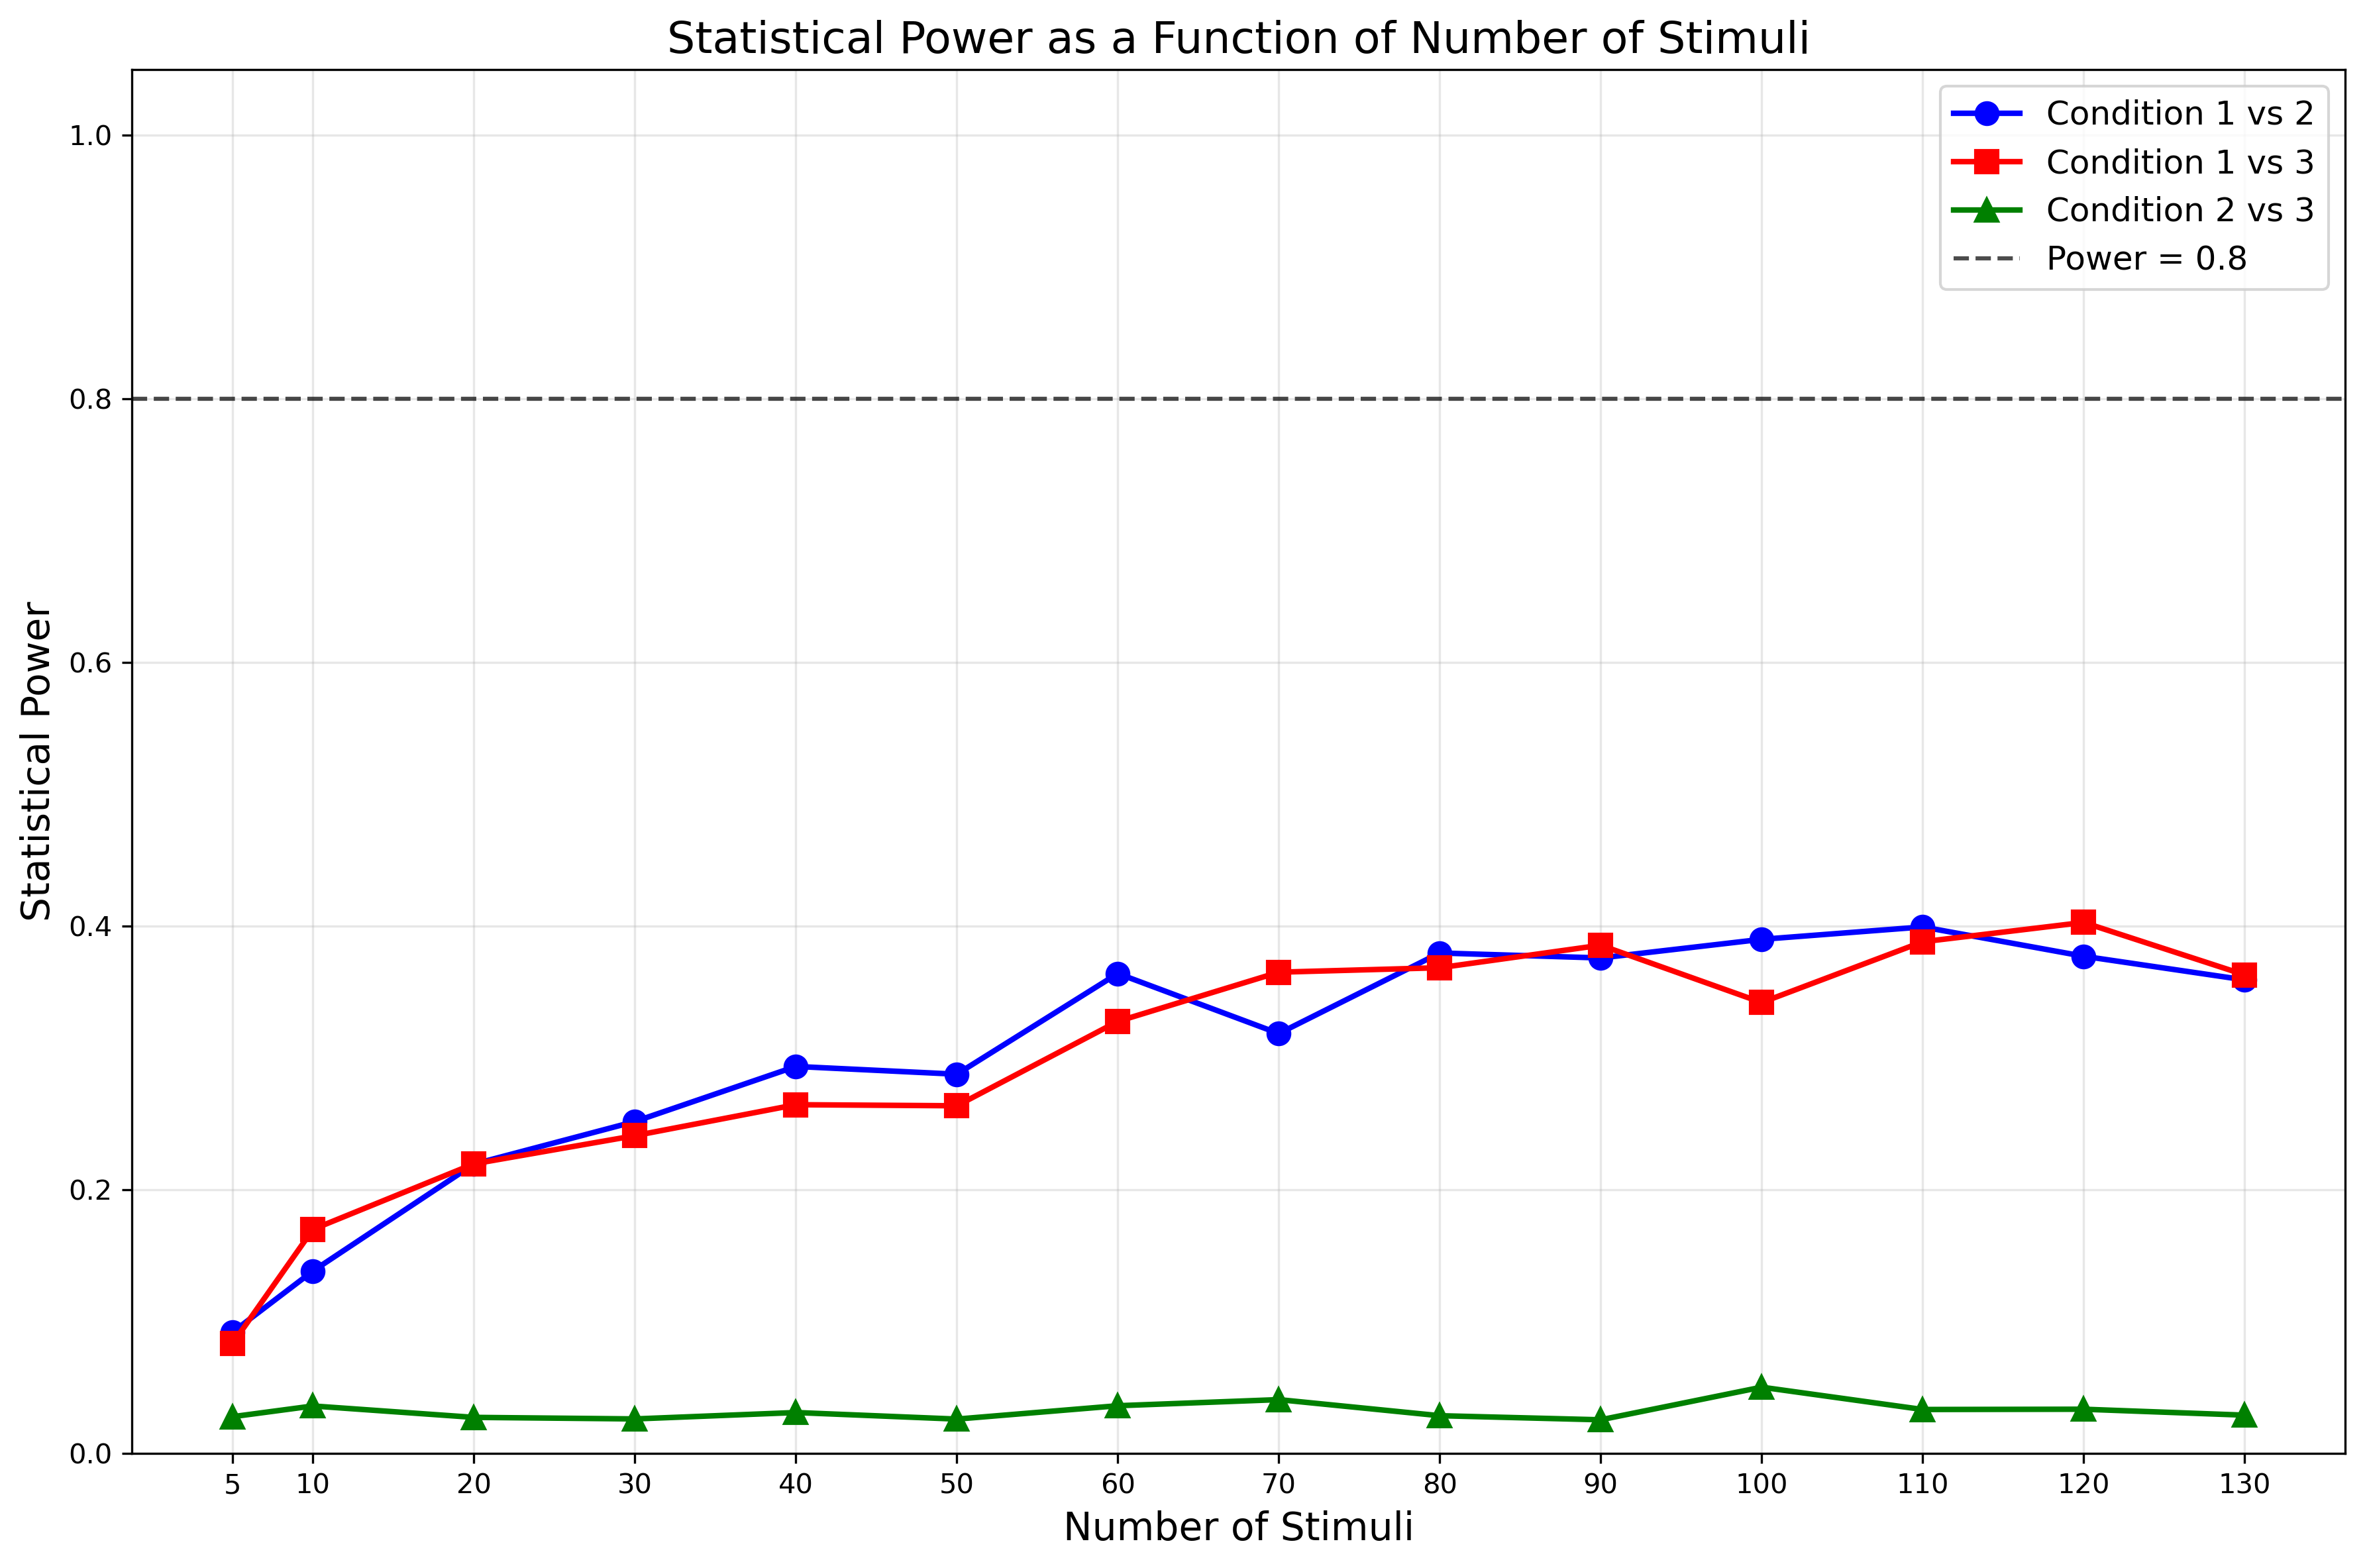 Statistical Power as a Function of Number of Stimuli
Condition 1 vs 2
Condition 1 vs 3
Condition 2 vs 3
Power = 0.8
Statistical Power
1.0
0.8
0.6
0.4
0.2
0.0
5 10 20 30 40 50 60 70 80 90 100 110 120 130
Number of Stimuli